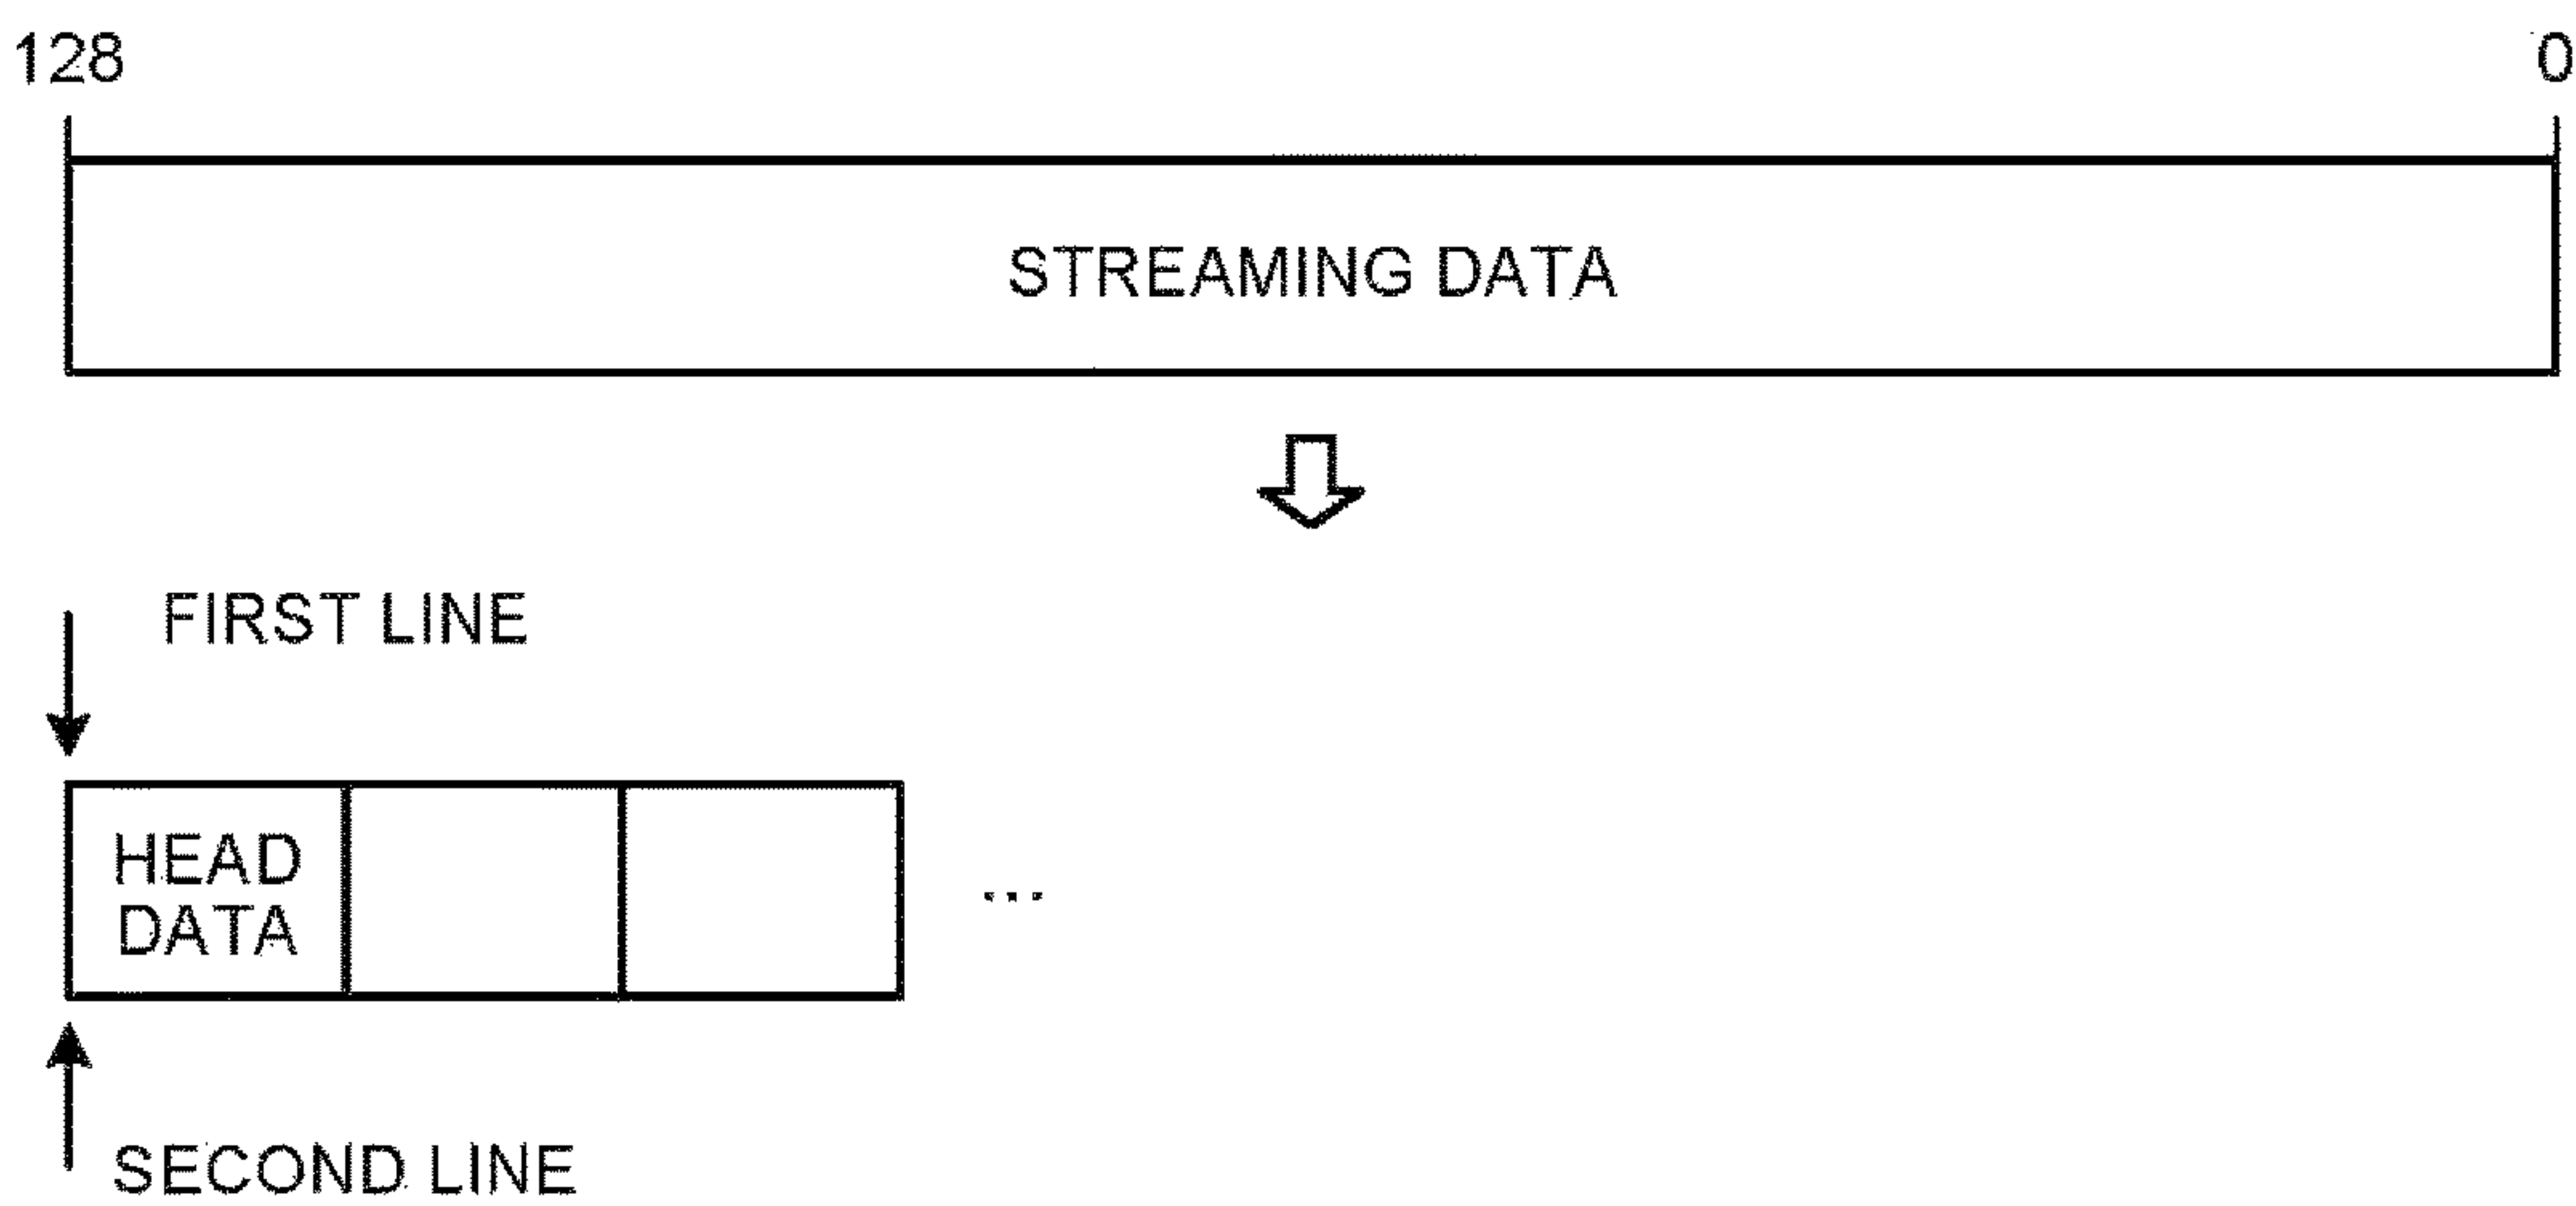 128 0
STREAMING DATA
FIRST LINE
HEAD
DATA
...
SECOND LINE